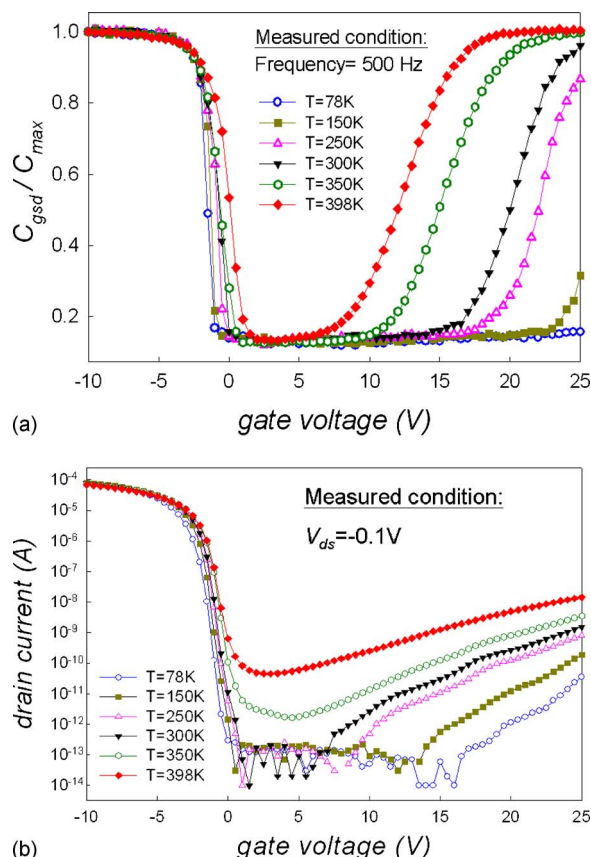 1.0
0.8
0.6
0.4
0.2
C_gsd / C_max
Measured condition:
Frequency= 500 Hz
T=78K
T=150K
T=250K
T=300K
T=350K
T=398K
-10 -5 0 5 10 15 20 25
(a) gate voltage (V)
10⁻⁴
10⁻⁵
10⁻⁶
10⁻⁷
10⁻⁸
10⁻⁹
10⁻¹⁰
10⁻¹¹
10⁻¹²
10⁻¹³
10⁻¹⁴
drain current (A)
Measured condition:
V_ds=-0.1V
T=78K
T=150K
T=250K
T=300K
T=350K
T=398K
-10 -5 0 5 10 15 20 25
(b) gate voltage (V)